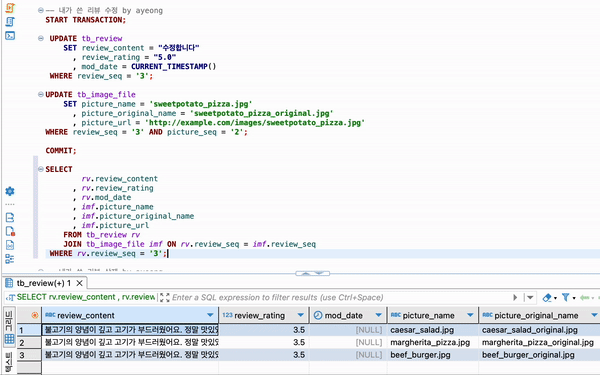 -- 내가 쓴 리뷰 수정 by ayeong
START TRANSACTION;
UPDATE tb_review
SET review_content = "수정합니다"
, review_rating = "5.0"
, mod_date = CURRENT_TIMESTAMP()
WHERE review_seq = '3';
UPDATE tb_image_file
SET picture_name = 'sweetpotato_pizza.jpg'
, picture_original_name = 'sweetpotato_pizza_original.jpg'
, picture_url = 'http://example.com/images/sweetpotato_pizza.jpg'
WHERE review_seq = '3' AND picture_seq = '2';
COMMIT;
SELECT
rv.review_content
, rv.review_rating
, rv.mod_date
, imf.picture_name
, imf.picture_original_name
, imf.picture_url
FROM tb_review rv
JOIN tb_image_file imf ON rv.review_seq = imf.review_seq
WHERE rv.review_seq = '3';
tb_review(+) 1
SELECT rv.review_content , rv.review Enter a SQL expression to filter results (use Ctrl+Space)
그리드
텍스트
ABC review_content 123 review_rating mod_date ABC picture_name ABC picture_original_name
1 불고기의 양념이 깊고 고기가 부드러웠어요. 정말 맛있었 3.5 [NULL] caesar_salad.jpg caesar_salad_original.jpg
2 불고기의 양념이 깊고 고기가 부드러웠어요. 정말 맛있었 3.5 [NULL] margherita_pizza.jpg margherita_pizza_original.jpg
3 불고기의 양념이 깊고 고기가 부드러웠어요. 정말 맛있었 3.5 [NULL] beef_burger.jpg beef_burger_original.jpg